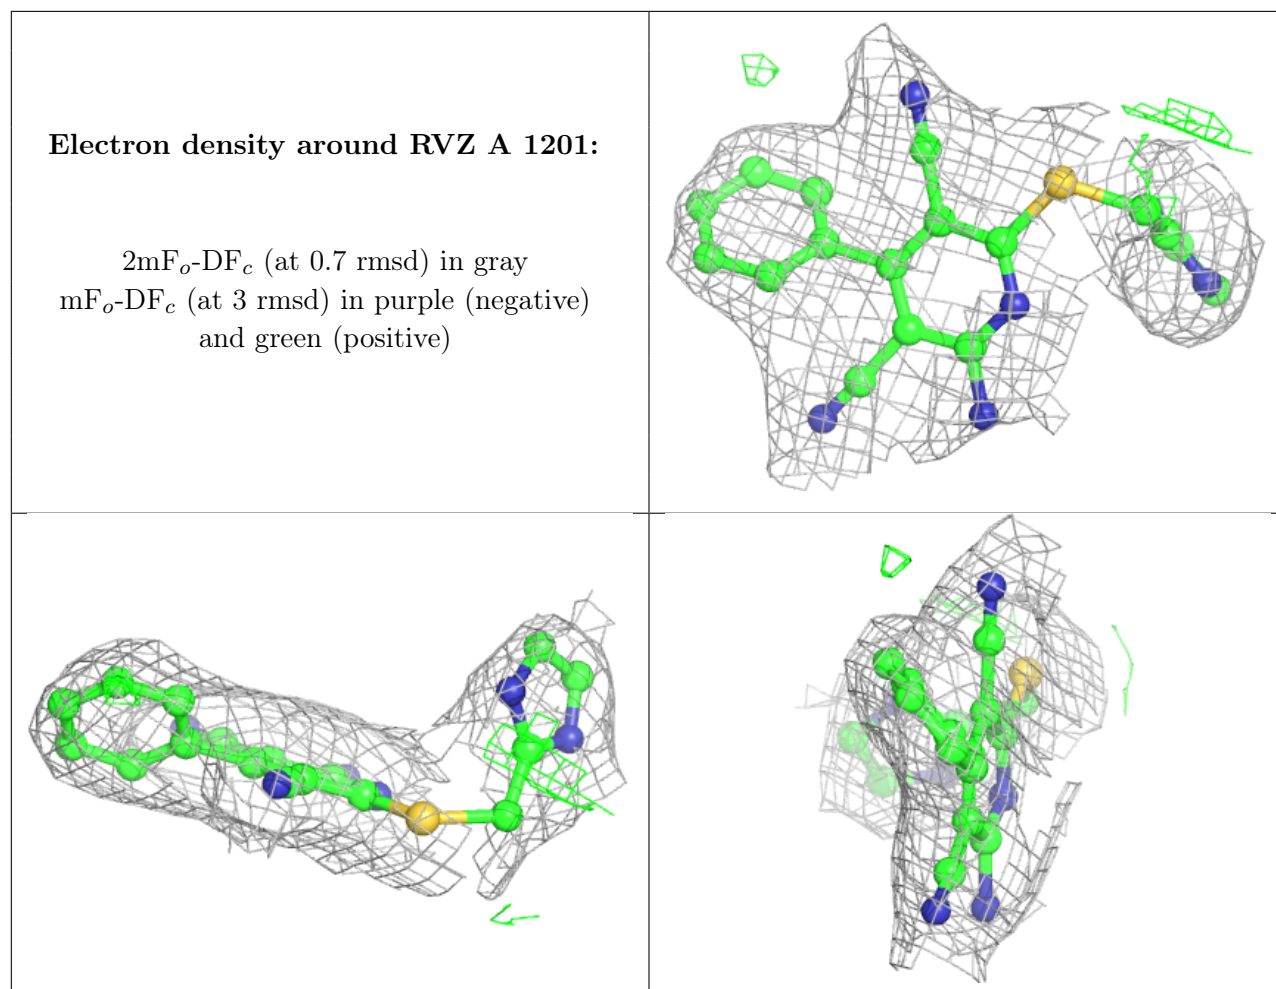 Electron density around RVZ A 1201:
2mFo-DFc (at 0.7 rmsd) in gray
mFo-DFc (at 3 rmsd) in purple (negative)
and green (positive)